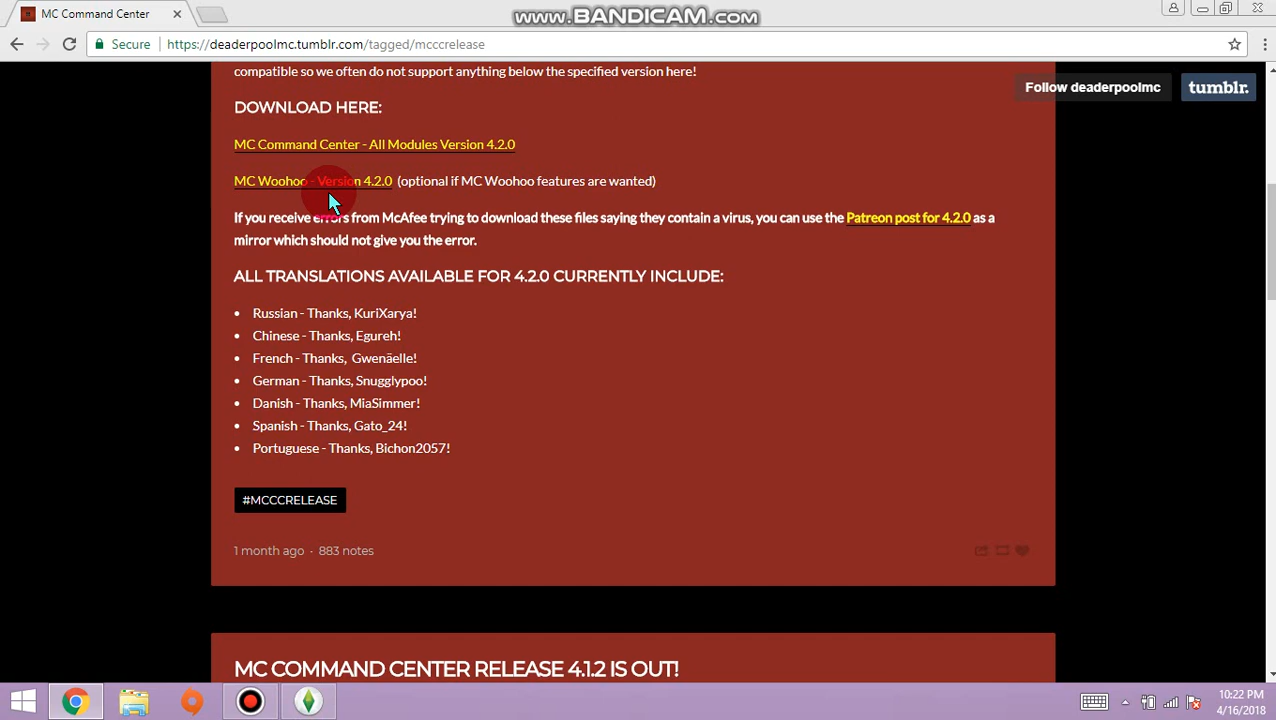 MC Command Center
www.BANDICAM.com
Secure
https://deaderpoolmc.tumblr.com/tagged/mcccrelease
compatible so we often do not support anything below the specified version here!
Follow deaderpoolmc
tumblr.
DOWNLOAD HERE:
MC Command Center - All Modules Version 4.2.0
MC Woohoo - Version 4.2.0 (optional if MC Woohoo features are wanted)
If you receive errors from McAfee trying to download these files saying they contain a virus, you can use the Patreon post for 4.2.0 as a
mirror which should not give you the error.
ALL TRANSLATIONS AVAILABLE FOR 4.2.0 CURRENTLY INCLUDE:
• Russian - Thanks, KuriXarya!
• Chinese - Thanks, Egureh!
• French - Thanks, Gwenãelle!
• German - Thanks, Snugglypoo!
• Danish - Thanks, MiaSimmer!
• Spanish - Thanks, Gato_24!
• Portuguese - Thanks, Bichon2057!
#MCCCRELEASE
1 month ago · 883 notes
MC COMMAND CENTER RELEASE 4.1.2 IS OUT!
10:22 PM
4/16/2018